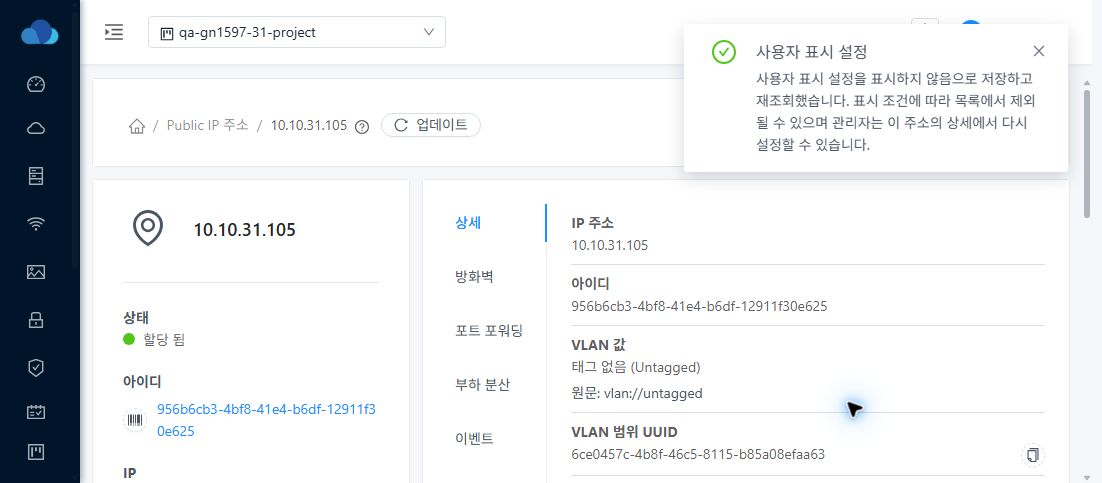 qa-gn1597-31-project
사용자 표시 설정
사용자 표시 설정을 표시하지 않음으로 저장하고
재조회했습니다. 표시 조건에 따라 목록에서 제외
될 수 있으며 관리자는 이 주소의 상세에서 다시
설정할 수 있습니다.
/ Public IP 주소 / 10.10.31.105 업데이트
10.10.31.105
상태
할당 됨
아이디
956b6cb3-4bf8-41e4-b6df-12911f3
0e625
IP
상세
방화벽
포트 포워딩
부하 분산
이벤트
IP 주소
10.10.31.105
아이디
956b6cb3-4bf8-41e4-b6df-12911f30e625
VLAN 값
태그 없음 (Untagged)
원문: vlan://untagged
VLAN 범위 UUID
6ce0457c-4b8f-46c5-8115-b85a08efaa63